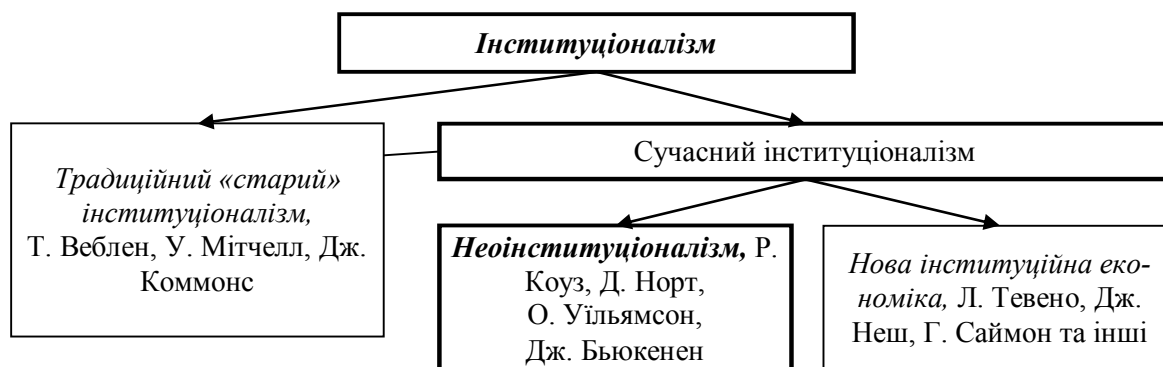 Інституціоналізм
Традиційний «старий»
інституціоналізм,
Т. Веблен, У. Мітчелл, Дж.
Коммонс
Сучасний інституціоналізм
Неоінституціоналізм, Р.
Коуз, Д. Норт,
О. Уїльямсон,
Дж. Бьюкенен
Нова інституційна еко-
номіка, Л. Тевено, Дж.
Неш, Г. Саймон та інші